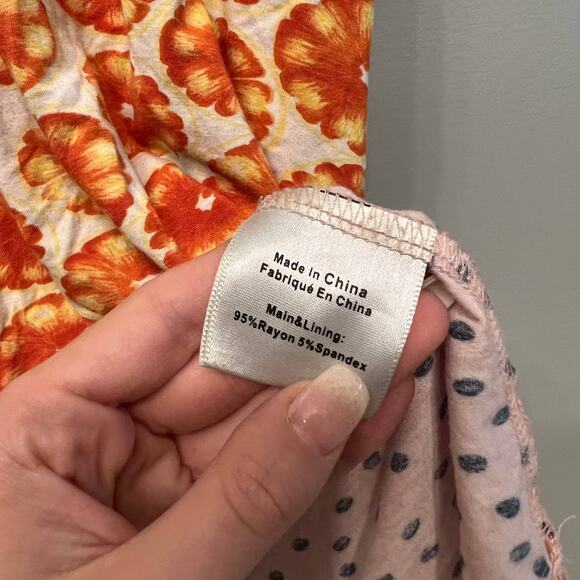 Made in China
Fabriqué En China
Main&Lining:
95%Rayon 5%Spandex